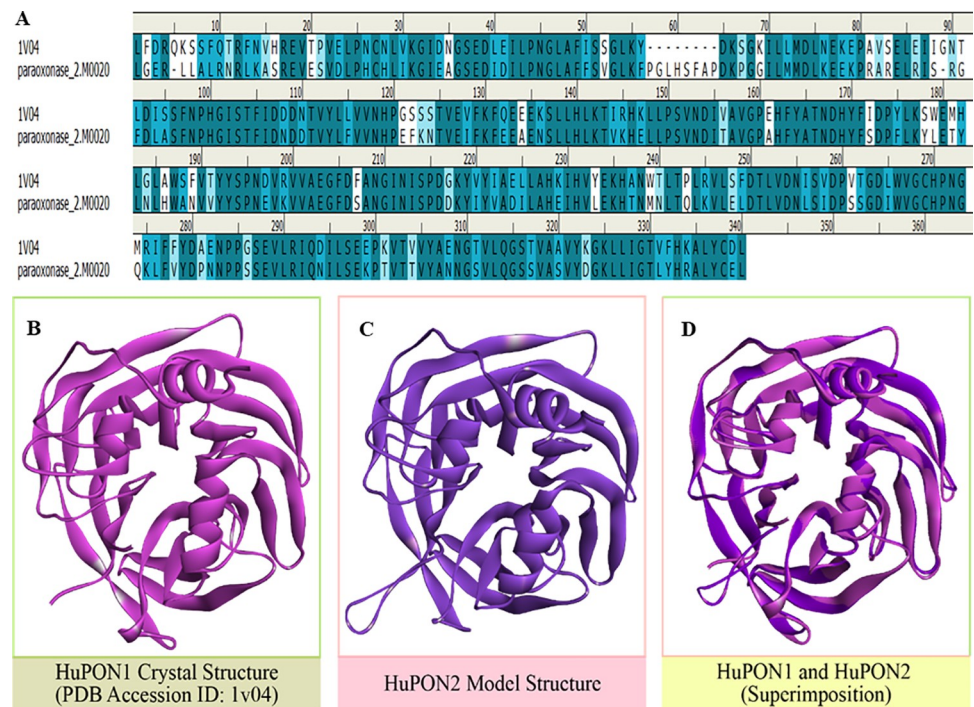 A
10 20 30 40 50 60 70 80 90
1V04 LFDRQKSSFQTRFNVHREVTPVELPNCNLVKGIDNGSEDLEILPNGLAFISSGLKY--------DKSGKILLMDLNEKEPAVSELEIIGNT
paraoxonase_2.M0020 LGER-LLALRNRLKASREVESVDLPHCHLIKGIEAGSEDIDILPNGLAFFSVGLKFPGLHSFAPDKPGGILMMDLKEEKPRARELRIS-RG
100 110 120 130 140 150 160 170 180
1V04 LDISSFNPHGISTFIDDDNTVYLLVVNHPGSSSTVEVFKFQEEEKSLLHLKTIRHKLLPSVNDIVAVGPEHFYATNDHYFIDPYLKSWEMH
paraoxonase_2.M0020 FDLASFNPHGISTFIDNDDTVYLFVVNHPEFKNTVEIFKFEEAENSLLHLKTVKHELLPSVNDITAVGPAHFYATNDHYFSDPFLKYLETY
190 200 210 220 230 240 250 260 270
1V04 LGLAWSFVTYYSPNDVRVVAEGFDFANGINISPDGKYVYIAELLAHKIHVYEKHANWTLTPLRVLSFDTLVDNISVDPVTGDLWVGCHPNG
paraoxonase_2.M0020 LNLHWANVVYYSPNEVKVVAEGFDSANGINISPDDKYIYVADILAHEIHVLEKHTNMNLTQLKVLELDTLVDNLSIDPSSGDIWVGCHPNG
280 290 300 310 320 330 340 350 360
1V04 MRIFFYDAENPPGSEVLRIQDILSEEPKVTVVYAENGTVLQGSTVAAVYKGKLLIGTVFHKALYCDL
paraoxonase_2.M0020 QKLFVYDPNNPPSSEVLRIQNILSEKPTVTTVYANNGSVLQGSSVASVYDGKLLIGTLYHRALYCEL
B
C
D
HuPON1 Crystal Structure
(PDB Accession ID: 1v04)
HuPON2 Model Structure
HuPON1 and HuPON2
(Superimposition)